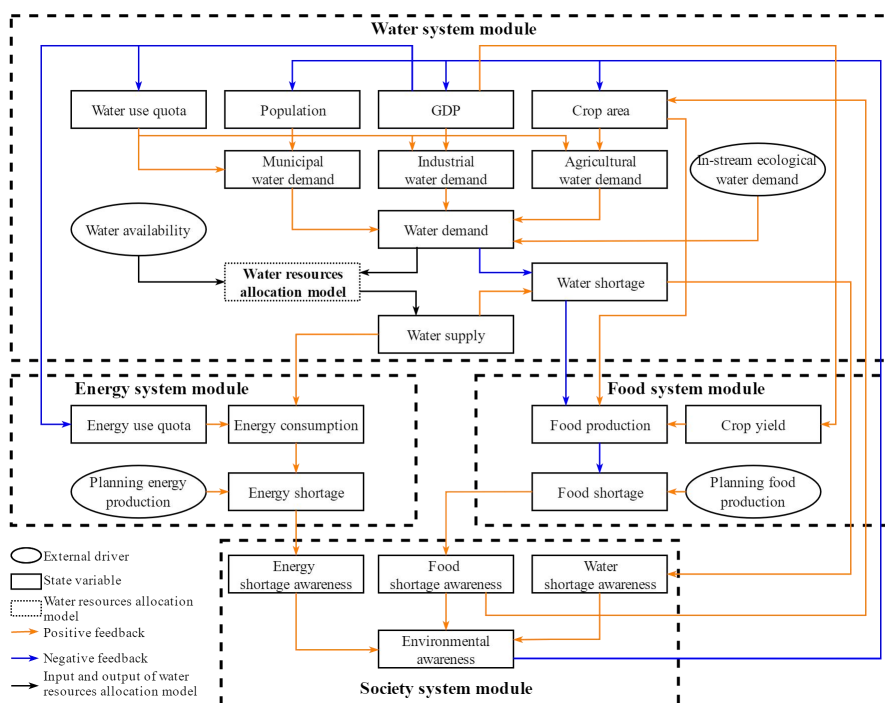 Water system module
Water use quota
Population
GDP
Crop area
Municipal
water demand
Industrial
water demand
Agricultural
water demand
In-stream ecological
water demand
Water availability
Water demand
Water resources
allocation model
Water shortage
Water supply
Energy system module
Food system module
Energy use quota
Energy consumption
Food production
Crop yield
Planning energy
production
Energy shortage
Food shortage
Planning food
production
External driver
State variable
Water resources allocation
model
Positive feedback
Negative feedback
Input and output of water
resources allocation model
Energy
shortage awareness
Food
shortage awareness
Water
shortage awareness
Environmental
awareness
Society system module